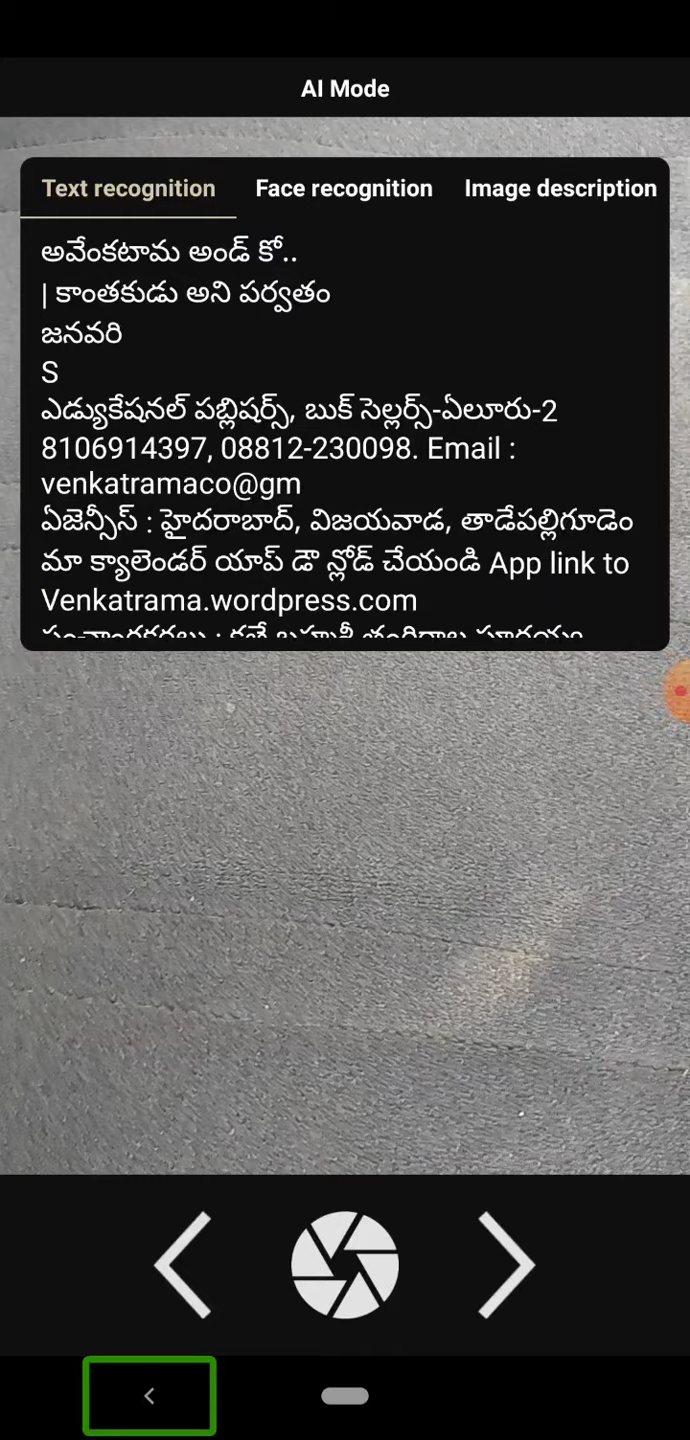 AI Mode
Text recognition Face recognition Image description
అవేంకటామ అండ్ కో..
| కాంతకుడు అని పర్వతం
జనవరి
S
ఎడ్యుకేషనల్ పబ్లిషర్స్, బుక్ సెల్లర్స్-ఏలూరు-2
8106914397, 08812-230098. Email :
venkatramaco@gm
ఏజెన్సీస్ : హైదరాబాద్, విజయవాడ, తాడేపల్లిగూడెం
మా క్యాలెండర్ యాప్ డౌ న్లోడ్ చేయండి App link to
Venkatrama.wordpress.com